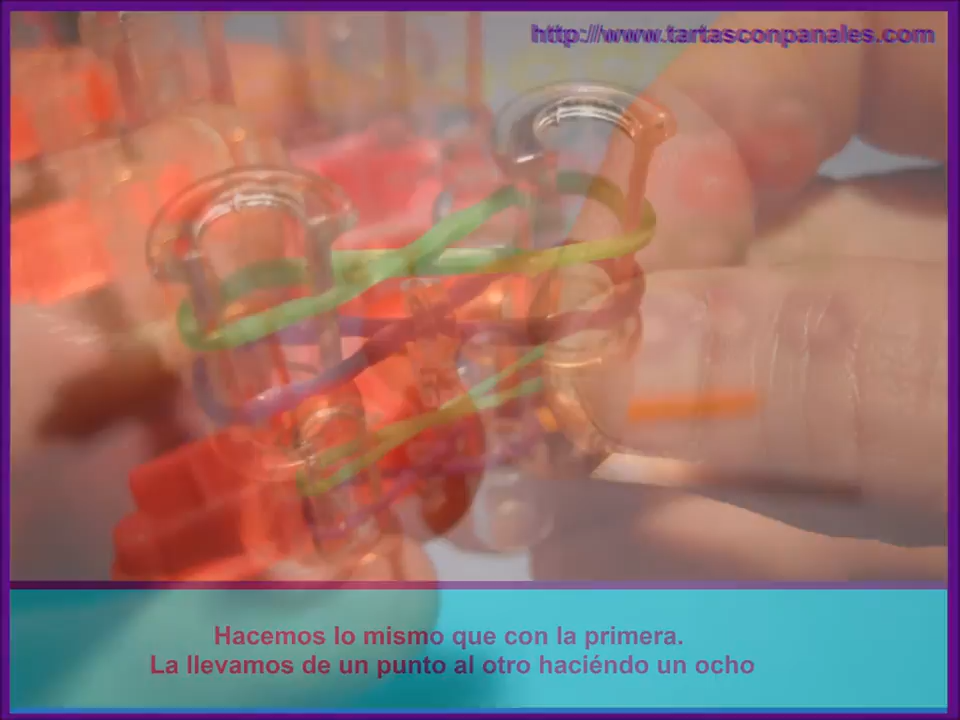 http://www.tartasconpanales.com
Hacemos lo mismo que con la primera.
La llevamos de un punto al otro haciéndo un ocho